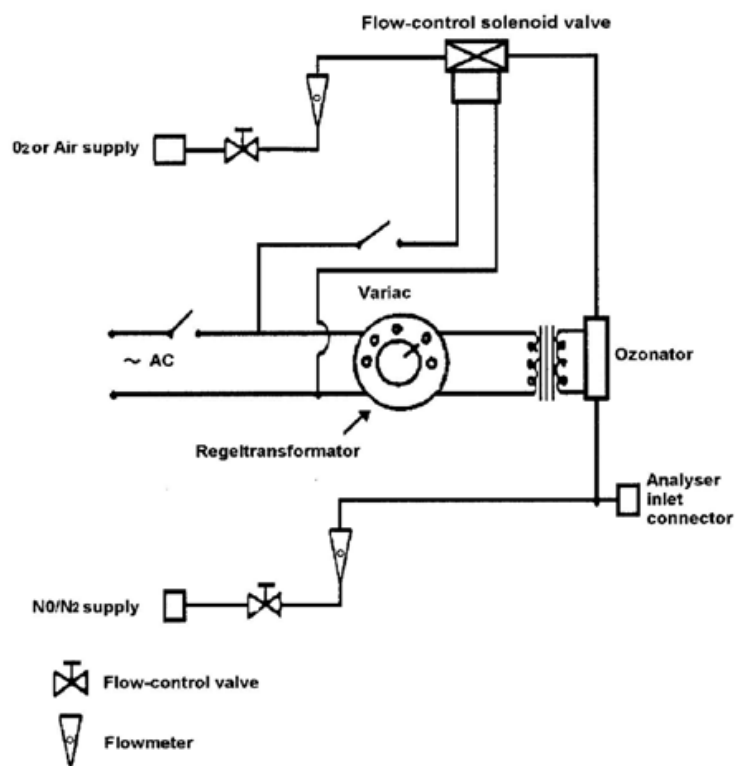 Flow-control solenoid valve
O2 or Air supply
Variac
~ AC
Ozonator
Regeltransformator
Analyser
inlet
connector
NO/N2 supply
Flow-control valve
Flowmeter